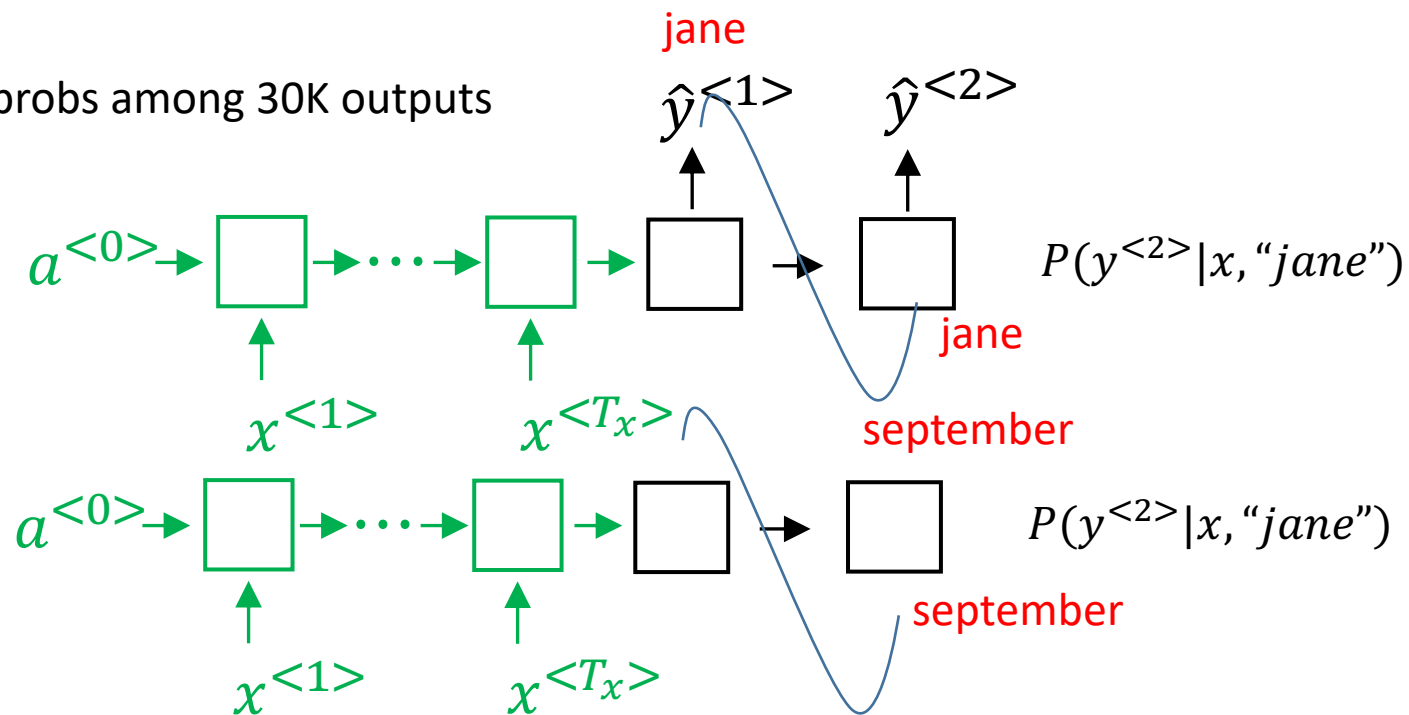 jane
probs among 30K outputs
ŷ<1> ŷ<2>
a<0> ··· P(y<2>|x, “jane”)
jane
x<1> x<Tx>
september
a<0> ··· P(y<2>|x, “jane”)
september
x<1> x<Tx>